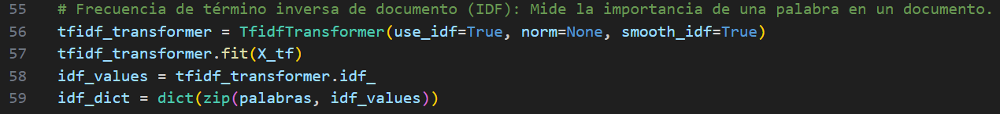 55 # Frecuencia de término inversa de documento (IDF): Mide la importancia de una palabra en un documento.
56 tfidf_transformer = TfidfTransformer(use_idf=True, norm=None, smooth_idf=True)
57 tfidf_transformer.fit(X_tf)
58 idf_values = tfidf_transformer.idf_
59 idf_dict = dict(zip(palabras, idf_values))